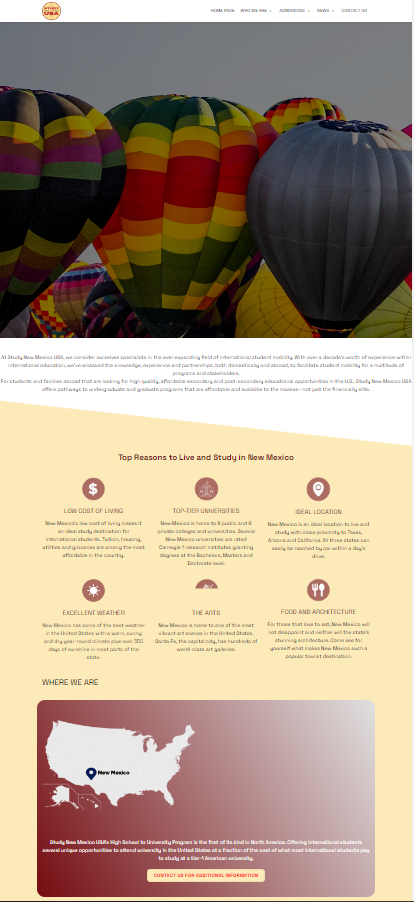 STUDY
USA
HOME PAGE WHO WE ARE ADMISSIONS NEWS CONTACT US
At Study New Mexico USA, we consider ourselves specialists in the ever expanding field of international student mobility. With over a decade's worth of experience within
international education, we've amassed the knowledge, experience and partnerships, both domestically and abroad, to facilitate student mobility for a multitude of
programs and stakeholders.
For students and families abroad that are looking for high quality, affordable secondary and post-secondary educational opportunities in the U.S., Study New Mexico USA
offers pathways to undergraduate and graduate programs that are affordable and available to the masses—not just the financially elite.
Top Reasons to Live and Study in New Mexico
LOW COST OF LIVING
New Mexico's low cost of living makes it
an ideal study destination for
international students. Tuition, housing,
utilities and groceries are among the most
affordable in the country.
TOP-TIER UNIVERSITIES
New Mexico is home to 8 public and 8
private colleges and universities. Several
New Mexico universities are rated
Carnegie 1 research institutes granting
degrees at the Bachelors, Masters and
Doctorate level.
IDEAL LOCATION
New Mexico is an ideal location to live and
study with close proximity to Texas,
Arizona and California. All three states can
easily be reached by car within a day's
drive.
EXCELLENT WEATHER
New Mexico has some of the best weather
in the United States with a warm, sunny
and dry year-round climate plus over 350
days of sunshine in most parts of the
state.
THE ARTS
New Mexico is home to one of the most
vibrant art scenes in the United States.
Santa Fe, the capital city, has hundreds of
world class art galleries.
FOOD AND ARCHITECTURE
For those that love to eat, New Mexico will
not disappoint and neither will the state's
stunning architecture. Come see for
yourself what makes New Mexico such a
popular tourist destination.
WHERE WE ARE
New Mexico
Study New Mexico USA's High School to University Program is the first of its kind in North America. Offering international students
several unique opportunities to attend university in the United States at a fraction of the cost of what most international students pay
to study at a tier-1 American university.
CONTACT US FOR ADDITIONAL INFORMATION